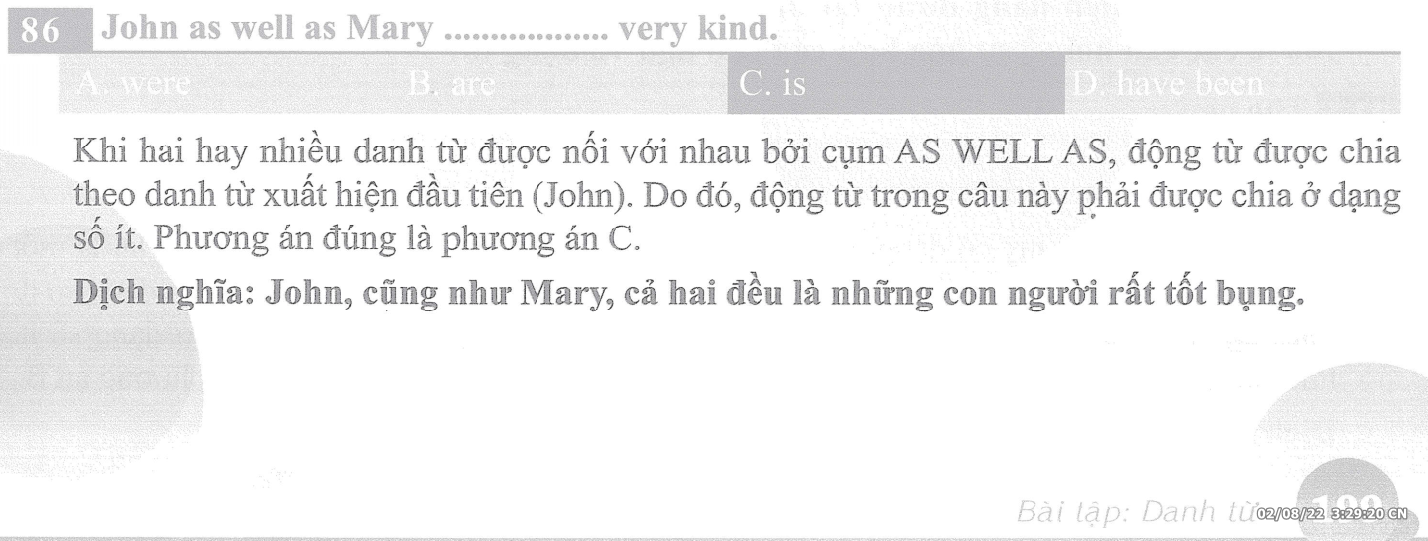 86 John as well as Mary .................. very kind.
A. were B. are C. is D. have been
Khi hai hay nhiều danh từ được nối với nhau bởi cụm AS WELL AS, động từ được chia
theo danh từ xuất hiện đầu tiên (John). Do đó, động từ trong câu này phải được chia ở dạng
số ít. Phương án đúng là phương án C.
Dịch nghĩa: John, cũng như Mary, cả hai đều là những con người rất tốt bụng.
Bài tập: Danh từ
02/08/22 3:29:20 CN